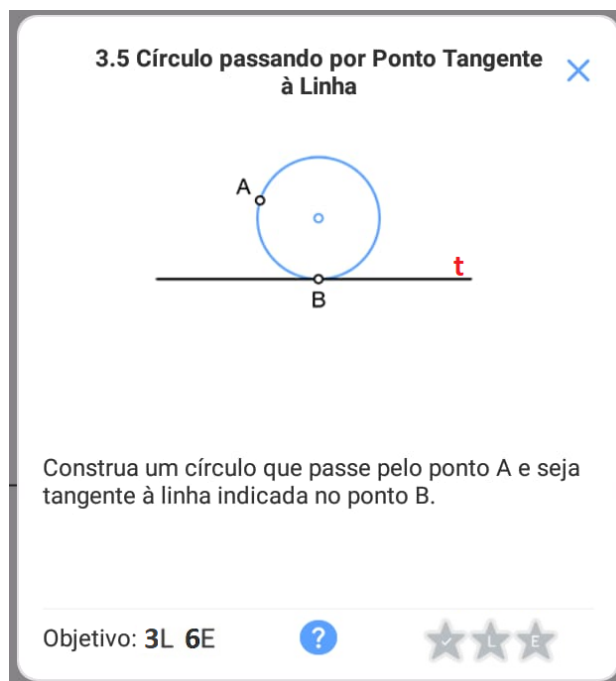 3.5 Círculo passando por Ponto Tangente
à Linha
A
t
B
Construa um círculo que passe pelo ponto A e seja
tangente à linha indicada no ponto B.
Objetivo: 3L 6E
?
L
E